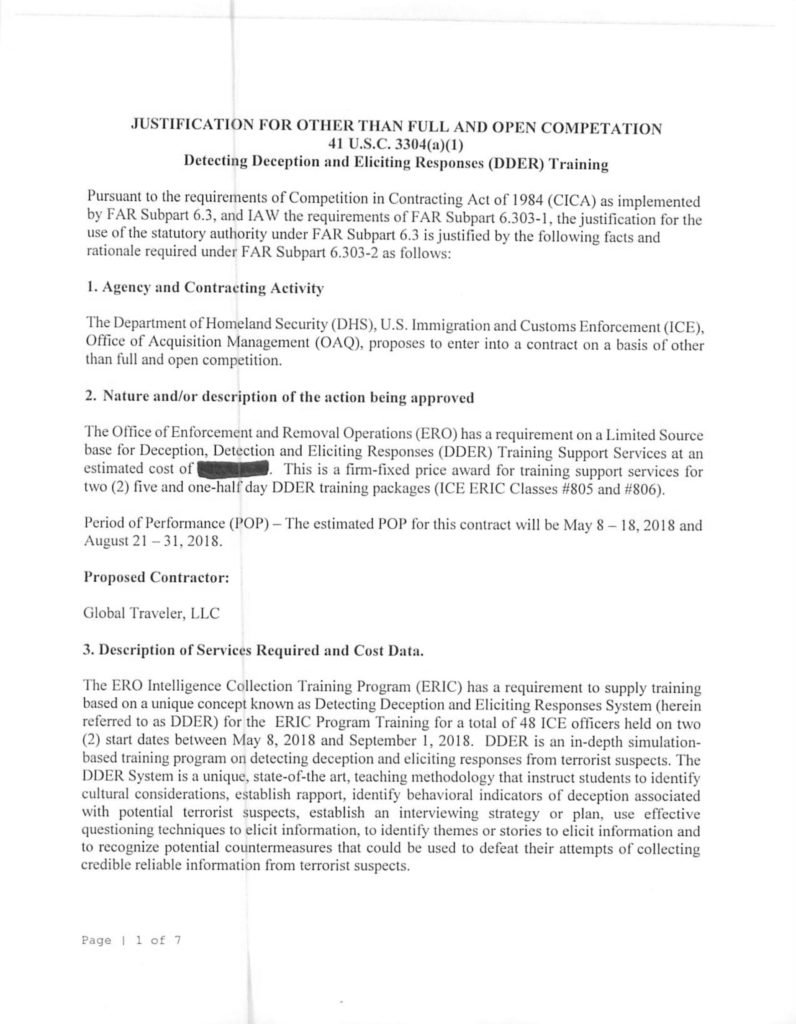 JUSTIFICATION FOR OTHER THAN FULL AND OPEN COMPETATION
41 U.S.C. 3304(a)(1)
Detecting Deception and Eliciting Responses (DDER) Training
Pursuant to the requirements of Competition in Contracting Act of 1984 (CICA) as implemented
by FAR Subpart 6.3, and IAW the requirements of FAR Subpart 6.303-1, the justification for the
use of the statutory authority under FAR Subpart 6.3 is justified by the following facts and
rationale required under FAR Subpart 6.303-2 as follows:
1. Agency and Contracting Activity
The Department of Homeland Security (DHS), U.S. Immigration and Customs Enforcement (ICE),
Office of Acquisition Management (OAQ), proposes to enter into a contract on a basis of other
than full and open competition.
2. Nature and/or description of the action being approved
The Office of Enforcement and Removal Operations (ERO) has a requirement on a Limited Source
base for Deception, Detection and Eliciting Responses (DDER) Training Support Services at an
estimated cost of . This is a firm-fixed price award for training support services for
two (2) five and one-half day DDER training packages (ICE ERIC Classes #805 and #806).
Period of Performance (POP) – The estimated POP for this contract will be May 8 – 18, 2018 and
August 21 – 31, 2018.
Proposed Contractor:
Global Traveler, LLC
3. Description of Services Required and Cost Data.
The ERO Intelligence Collection Training Program (ERIC) has a requirement to supply training
based on a unique concept known as Detecting Deception and Eliciting Responses System (herein
referred to as DDER) for the ERIC Program Training for a total of 48 ICE officers held on two
(2) start dates between May 8, 2018 and September 1, 2018. DDER is an in-depth simulation-
based training program on detecting deception and eliciting responses from terrorist suspects. The
DDER System is a unique, state-of-the art, teaching methodology that instruct students to identify
cultural considerations, establish rapport, identify behavioral indicators of deception associated
with potential terrorist suspects, establish an interviewing strategy or plan, use effective
questioning techniques to elicit information, to identify themes or stories to elicit information and
to recognize potential countermeasures that could be used to defeat their attempts of collecting
credible reliable information from terrorist suspects.
Page | 1 of 7